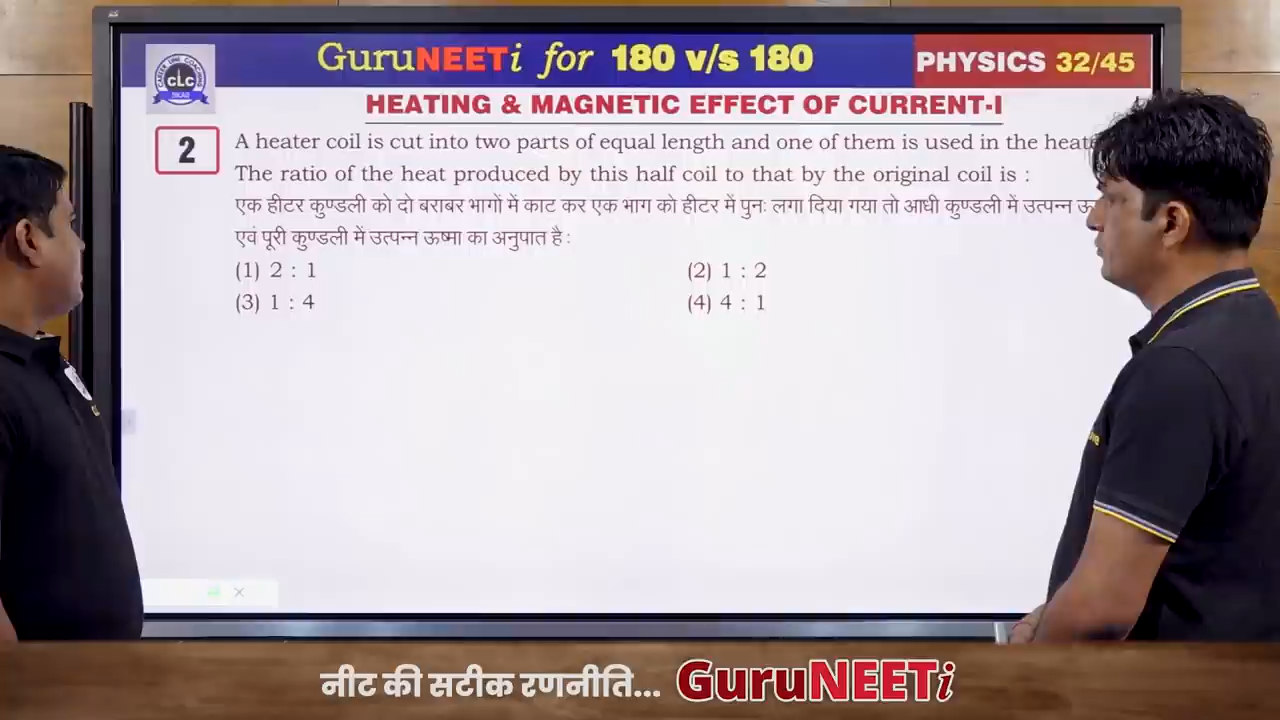 GuruNEETi for 180 v/s 180
PHYSICS 32/45
CLC
HEATING & MAGNETIC EFFECT OF CURRENT-I
2
A heater coil is cut into two parts of equal length and one of them is used in the
The ratio of the heat produced by this half coil to that by the original coil is :
एक हीटर कुण्डली को दो बराबर भागों में काट कर एक भाग को हीटर में पुनः लगा दिया गया तो आधी कुण्डली में उत्पन्न
एवं पूरी कुण्डली में उत्पन्न ऊष्मा का अनुपात है :
(1) 2 : 1
(2) 1 : 2
(3) 1 : 4
(4) 4 : 1
नीट की सटीक रणनीति... GuruNEETi